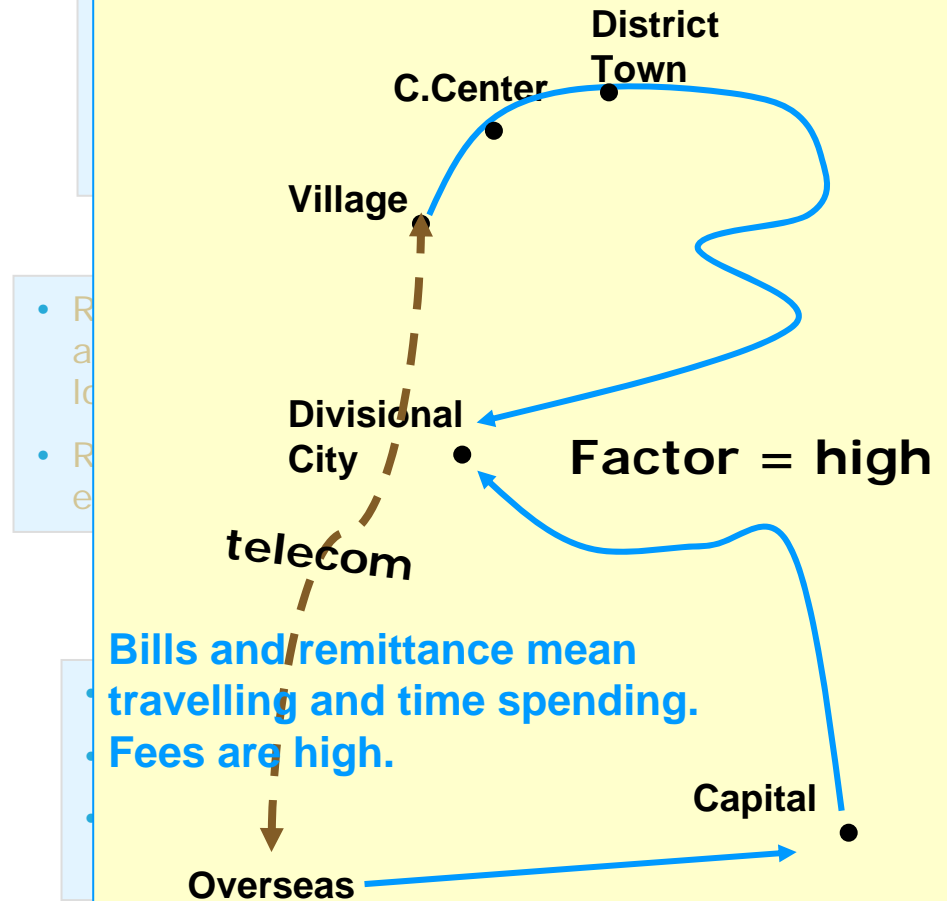 District
Town
C.Center
Village
Divisional
City
Factor = high
telecom
Bills and remittance mean
travelling and time spending.
Fees are high.
Capital
Overseas